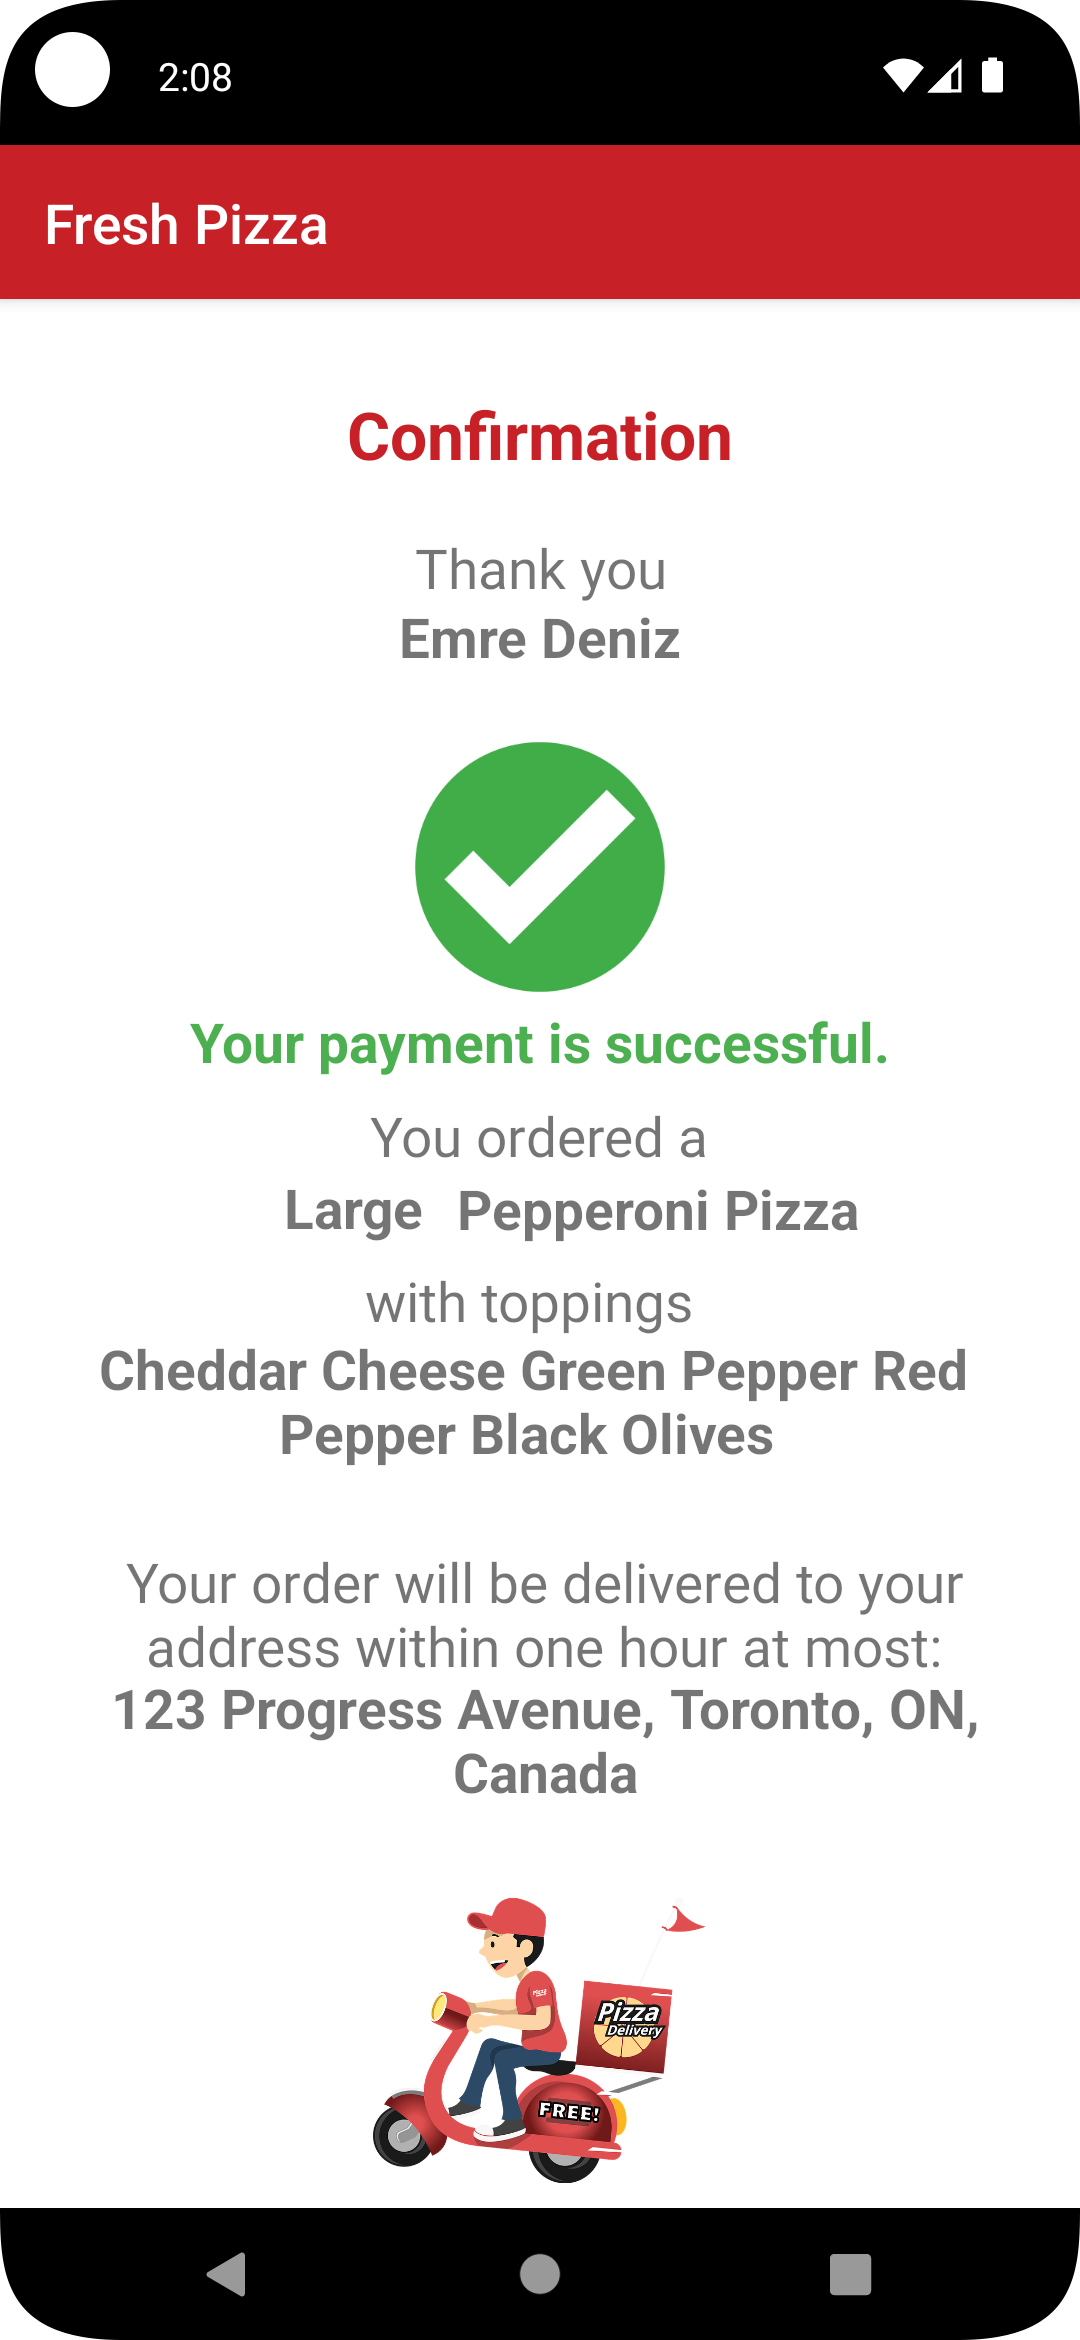 2:08
Fresh Pizza
Confirmation
Thank you
Emre Deniz
Your payment is successful.
You ordered a
Large Pepperoni Pizza
with toppings
Cheddar Cheese Green Pepper Red
Pepper Black Olives
Your order will be delivered to your
address within one hour at most:
123 Progress Avenue, Toronto, ON,
Canada
Pizza
Delivery
FREE!